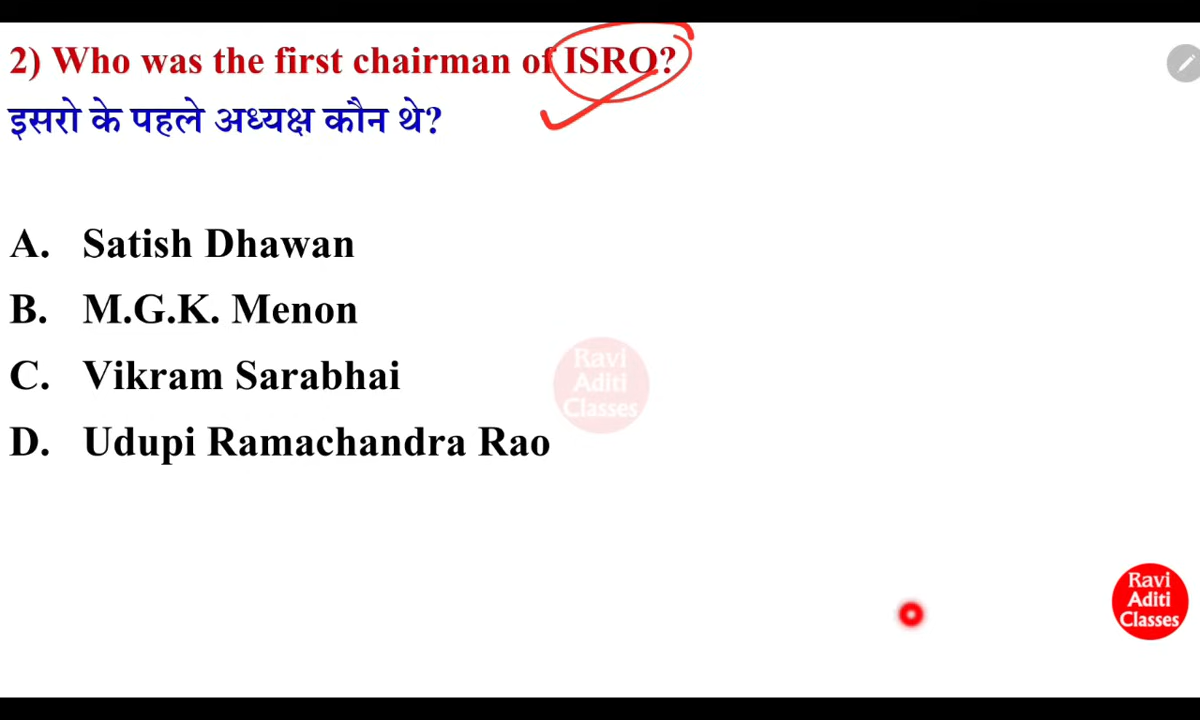 2) Who was the first chairman of ISRO?
इसरो के पहले अध्यक्ष कौन थे?
A. Satish Dhawan
B. M.G.K. Menon
C. Vikram Sarabhai
D. Udupi Ramachandra Rao
Ravi
Aditi
Classes
Ravi
Aditi
Classes